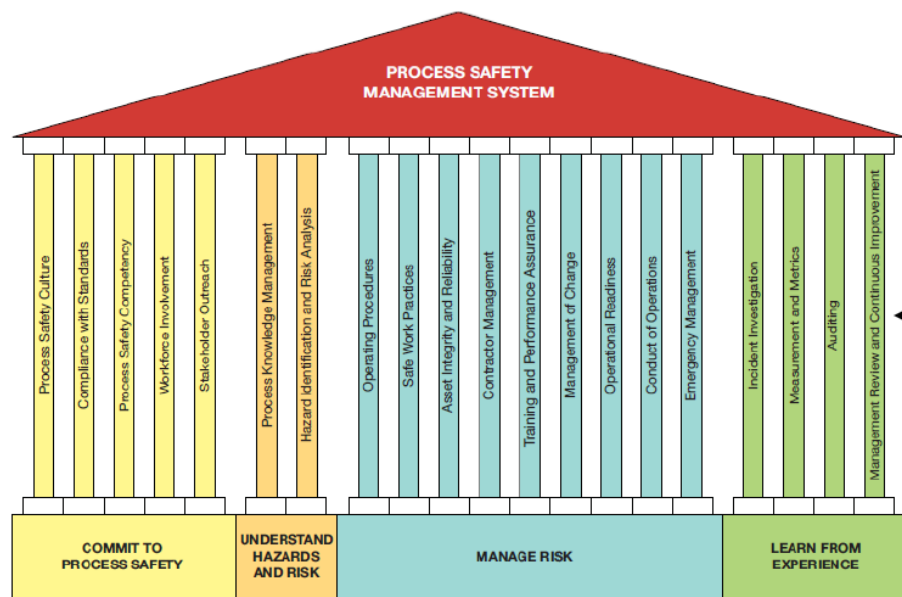 PROCESS SAFETY
MANAGEMENT SYSTEM
Process Safety Culture
Compliance with Standards
Process Safety Competency
Workforce Involvement
Stakeholder Outreach
Process Knowledge Management
Hazard Identification and Risk Analysis
Operating Procedures
Safe Work Practices
Asset Integrity and Reliability
Contractor Management
Training and Performance Assurance
Management of Change
Operational Readiness
Conduct of Operations
Emergency Management
Incident Investigation
Measurement and Metrics
Auditing
Management Review and Continuous Improvement
COMMIT TO
PROCESS SAFETY
UNDERSTAND
HAZARDS
AND RISK
MANAGE RISK
LEARN FROM
EXPERIENCE